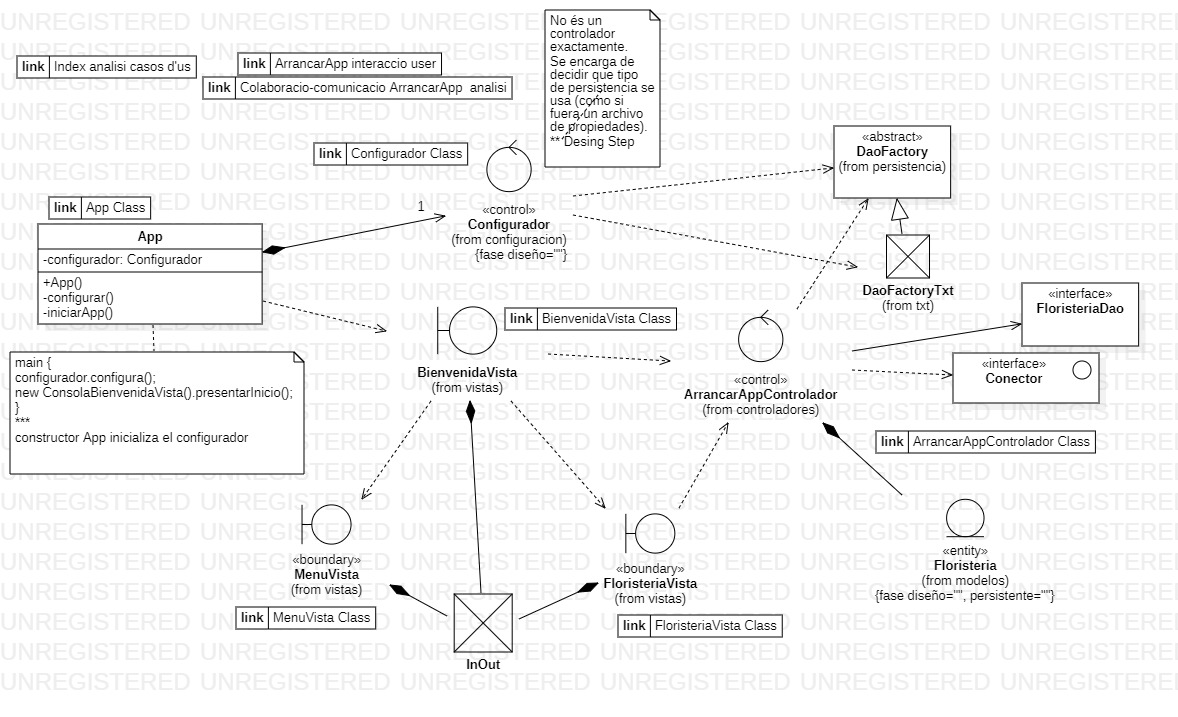 No és un
controlador
exactamente.
Se encarga de
decidir que tipo
de persistencia se
usa (como si
fuera un archivo
de propiedades).
** Desing Step
link Index analisi casos d'us
link ArrancarApp interaccio user
link Colaboracio-comunicacio ArrancarApp analisi
link Configurador Class
«control»
Configurador
(from configuracion)
{fase diseño=""}
«abstract»
DaoFactory
(from persistencia)
DaoFactoryTxt
(from txt)
link App Class
App
-configurador: Configurador
+App()
-configurar()
-iniciarApp()
1
main {
configurador.configura();
new ConsolaBienvenidaVista().presentarInicio();
}
***
constructor App inicializa el configurador
link BienvenidaVista Class
BienvenidaVista
(from vistas)
«control»
ArrancarAppControlador
(from controladores)
«interface»
FloristeriaDao
«interface»
Conector
link ArrancarAppControlador Class
«boundary»
MenuVista
(from vistas)
link MenuVista Class
«boundary»
FloristeriaVista
(from vistas)
link FloristeriaVista Class
«entity»
Floristeria
(from modelos)
{fase diseño="", persistente=""}
InOut
UNREGISTERED UNREGISTERED UNREGISTERED UNREGISTERED UNREGISTERED